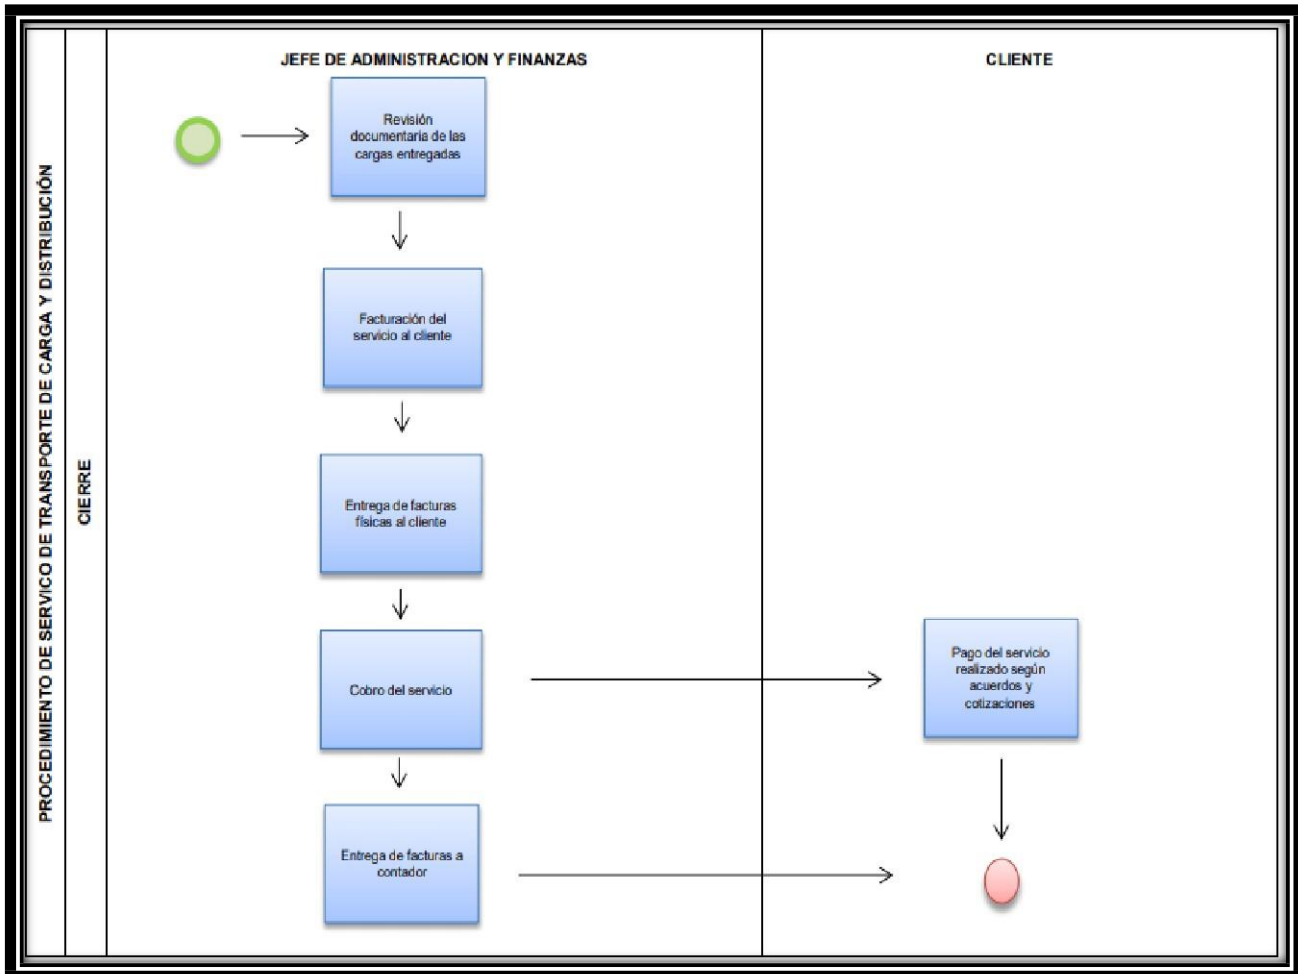 PROCEDIMIENTO DE SERVICO DE TRANSPORTE DE CARGA Y DISTRIBUCIÓN
CIERRE
JEFE DE ADMINISTRACION Y FINANZAS
CLIENTE
Revisión
documentaria de las
cargas entregadas
Facturación del
servicio al cliente
Entrega de facturas
físicas al cliente
Cobro del servicio
Pago del servicio
realizado según
acuerdos y
cotizaciones
Entrega de facturas a
contador